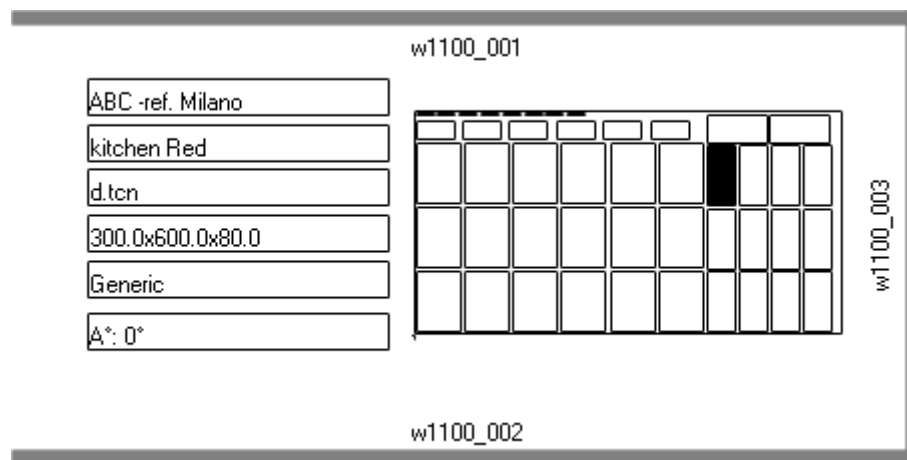 w1100_001
ABC -ref. Milano
kitchen Red
d.tcn
300.0x600.0x80.0
Generic
A°: 0°
w1100_003
w1100_002